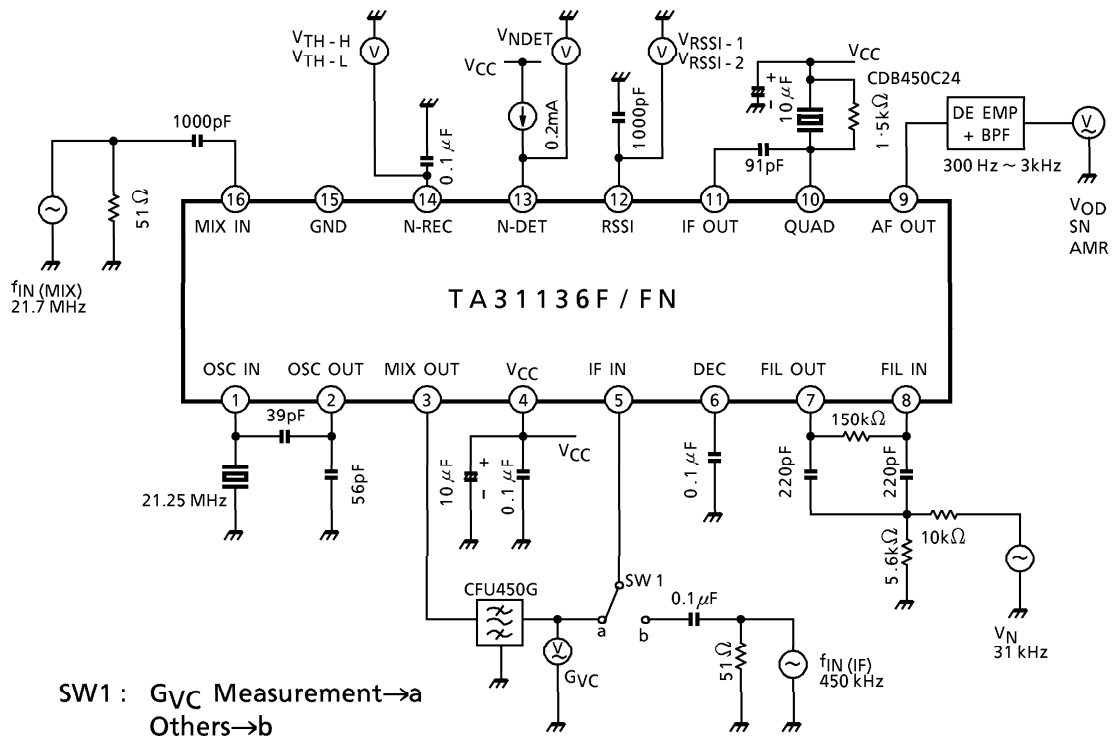 VTH - H
VTH - L
VNDET
VCC
V
V
V
VRSSI - 1
VRSSI - 2
VCC
CDB450C24
1000pF
0.1 μF
0.2mA
1000pF
10 μF
+
-
1·5kΩ
91pF
DE EMP
+ BPF
300 Hz ~ 3kHz
V
51Ω
16
15
14
13
12
11
10
9
MIX IN
GND
N-REC
N-DET
RSSI
IF OUT
QUAD
AF OUT
VOD
SN
AMR
fIN (MIX)
21.7 MHz
TA31136F / FN
OSC IN
OSC OUT
MIX OUT
VCC
IF IN
DEC
FIL OUT
FIL IN
1
2
3
4
5
6
7
8
39pF
150kΩ
VCC
21.25 MHz
56pF
10 μF
+
-
0.1 μF
0.1 μF
220pF
220pF
10kΩ
5.6kΩ
CFU450G
SW 1
a
b
0.1μF
V
GVC
51Ω
fIN (IF)
450 kHz
VN
31 kHz
SW1 : GVC Measurement→a
Others→b